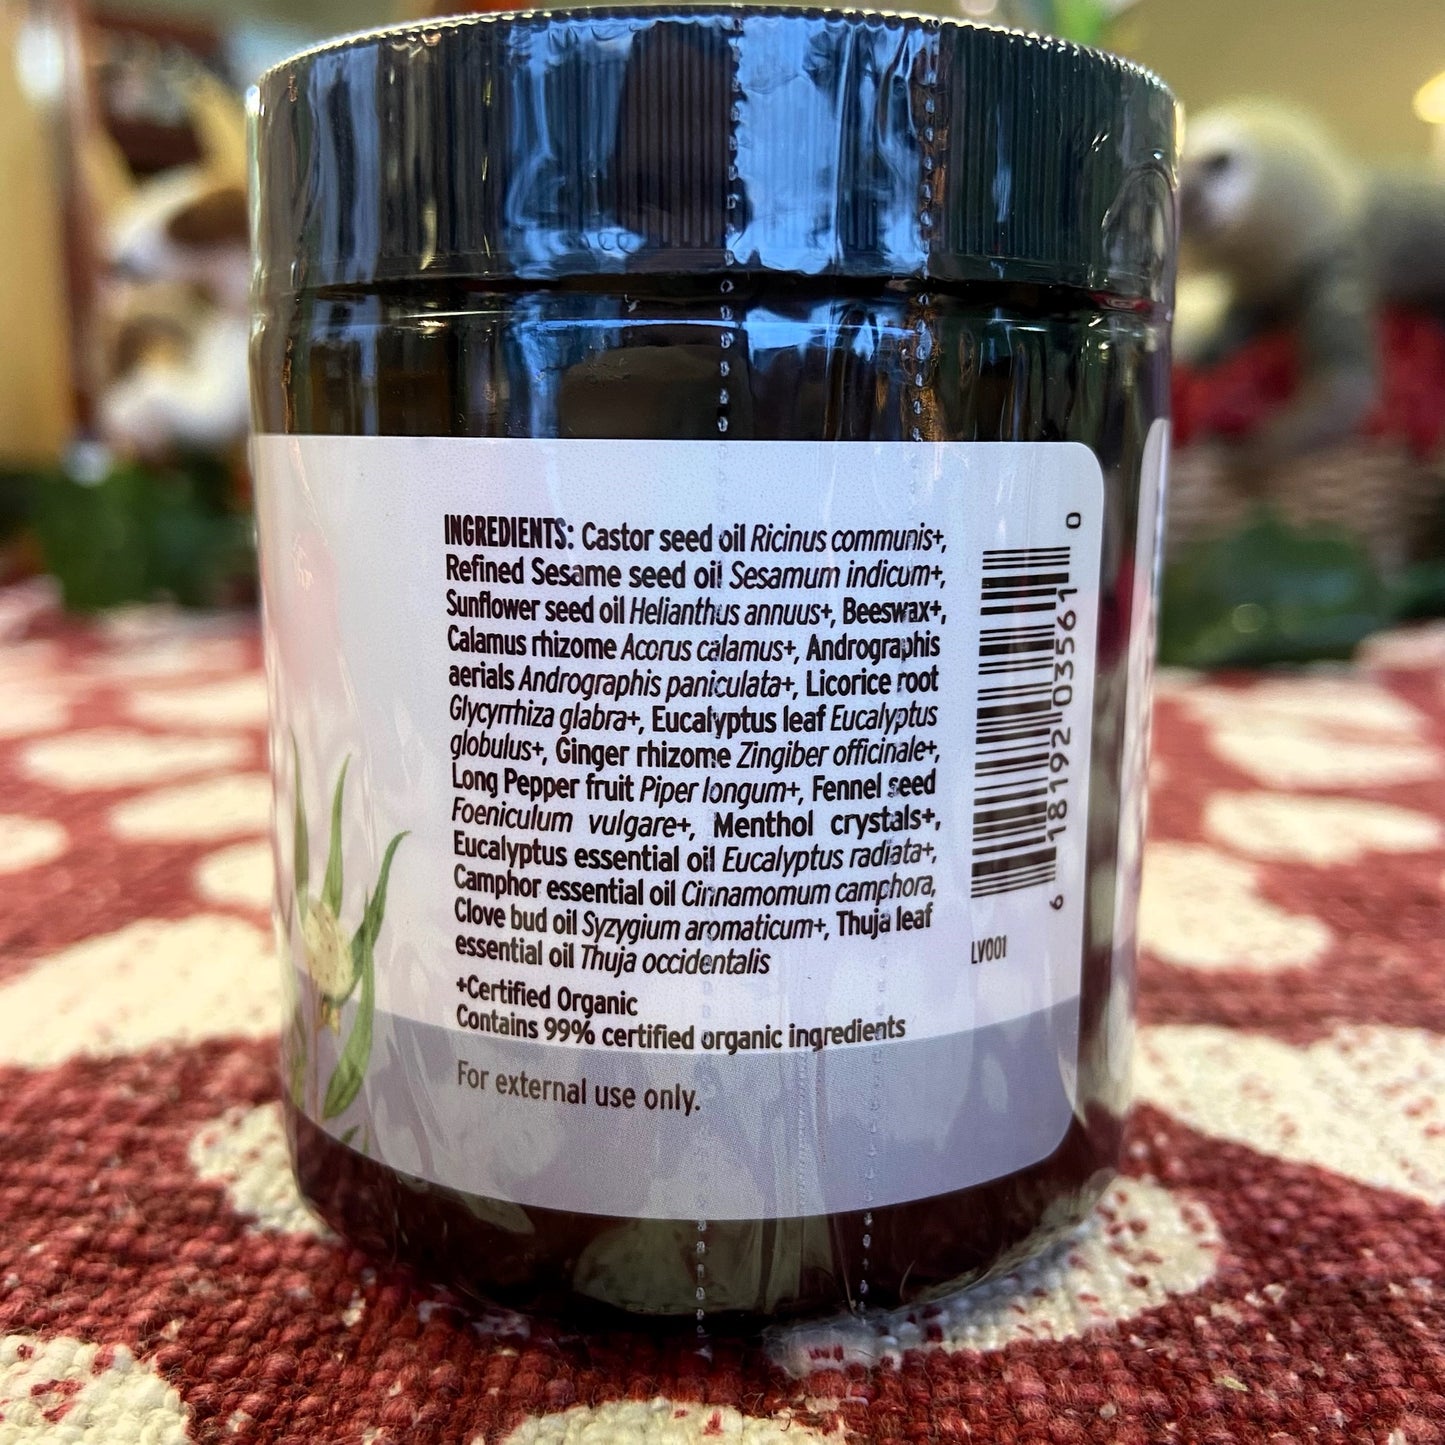 INGREDIENTS: Castor seed oil Ricinus communis+,
Refined Sesame seed oil Sesamum indicum+,
Sunflower seed oil Helianthus annuus+, Beeswax+,
Calamus rhizome Acorus calamus+, Andrographis
aerials Andrographis paniculata+, Licorice root
Glycyrrhiza glabra+, Eucalyptus leaf Eucalyptus
globulus+, Ginger rhizome Zingiber officinale+,
Long Pepper fruit Piper longum+, Fennel seed
Foeniculum vulgare+, Menthol crystals+,
Eucalyptus essential oil Eucalyptus radiata+,
Camphor essential oil Cinnamomum camphora,
Clove bud oil Syzygium aromaticum+, Thuja leaf
essential oil Thuja occidentalis
+Certified Organic
Contains 99% certified organic ingredients
For external use only.
6 18192 03561 0
LV001